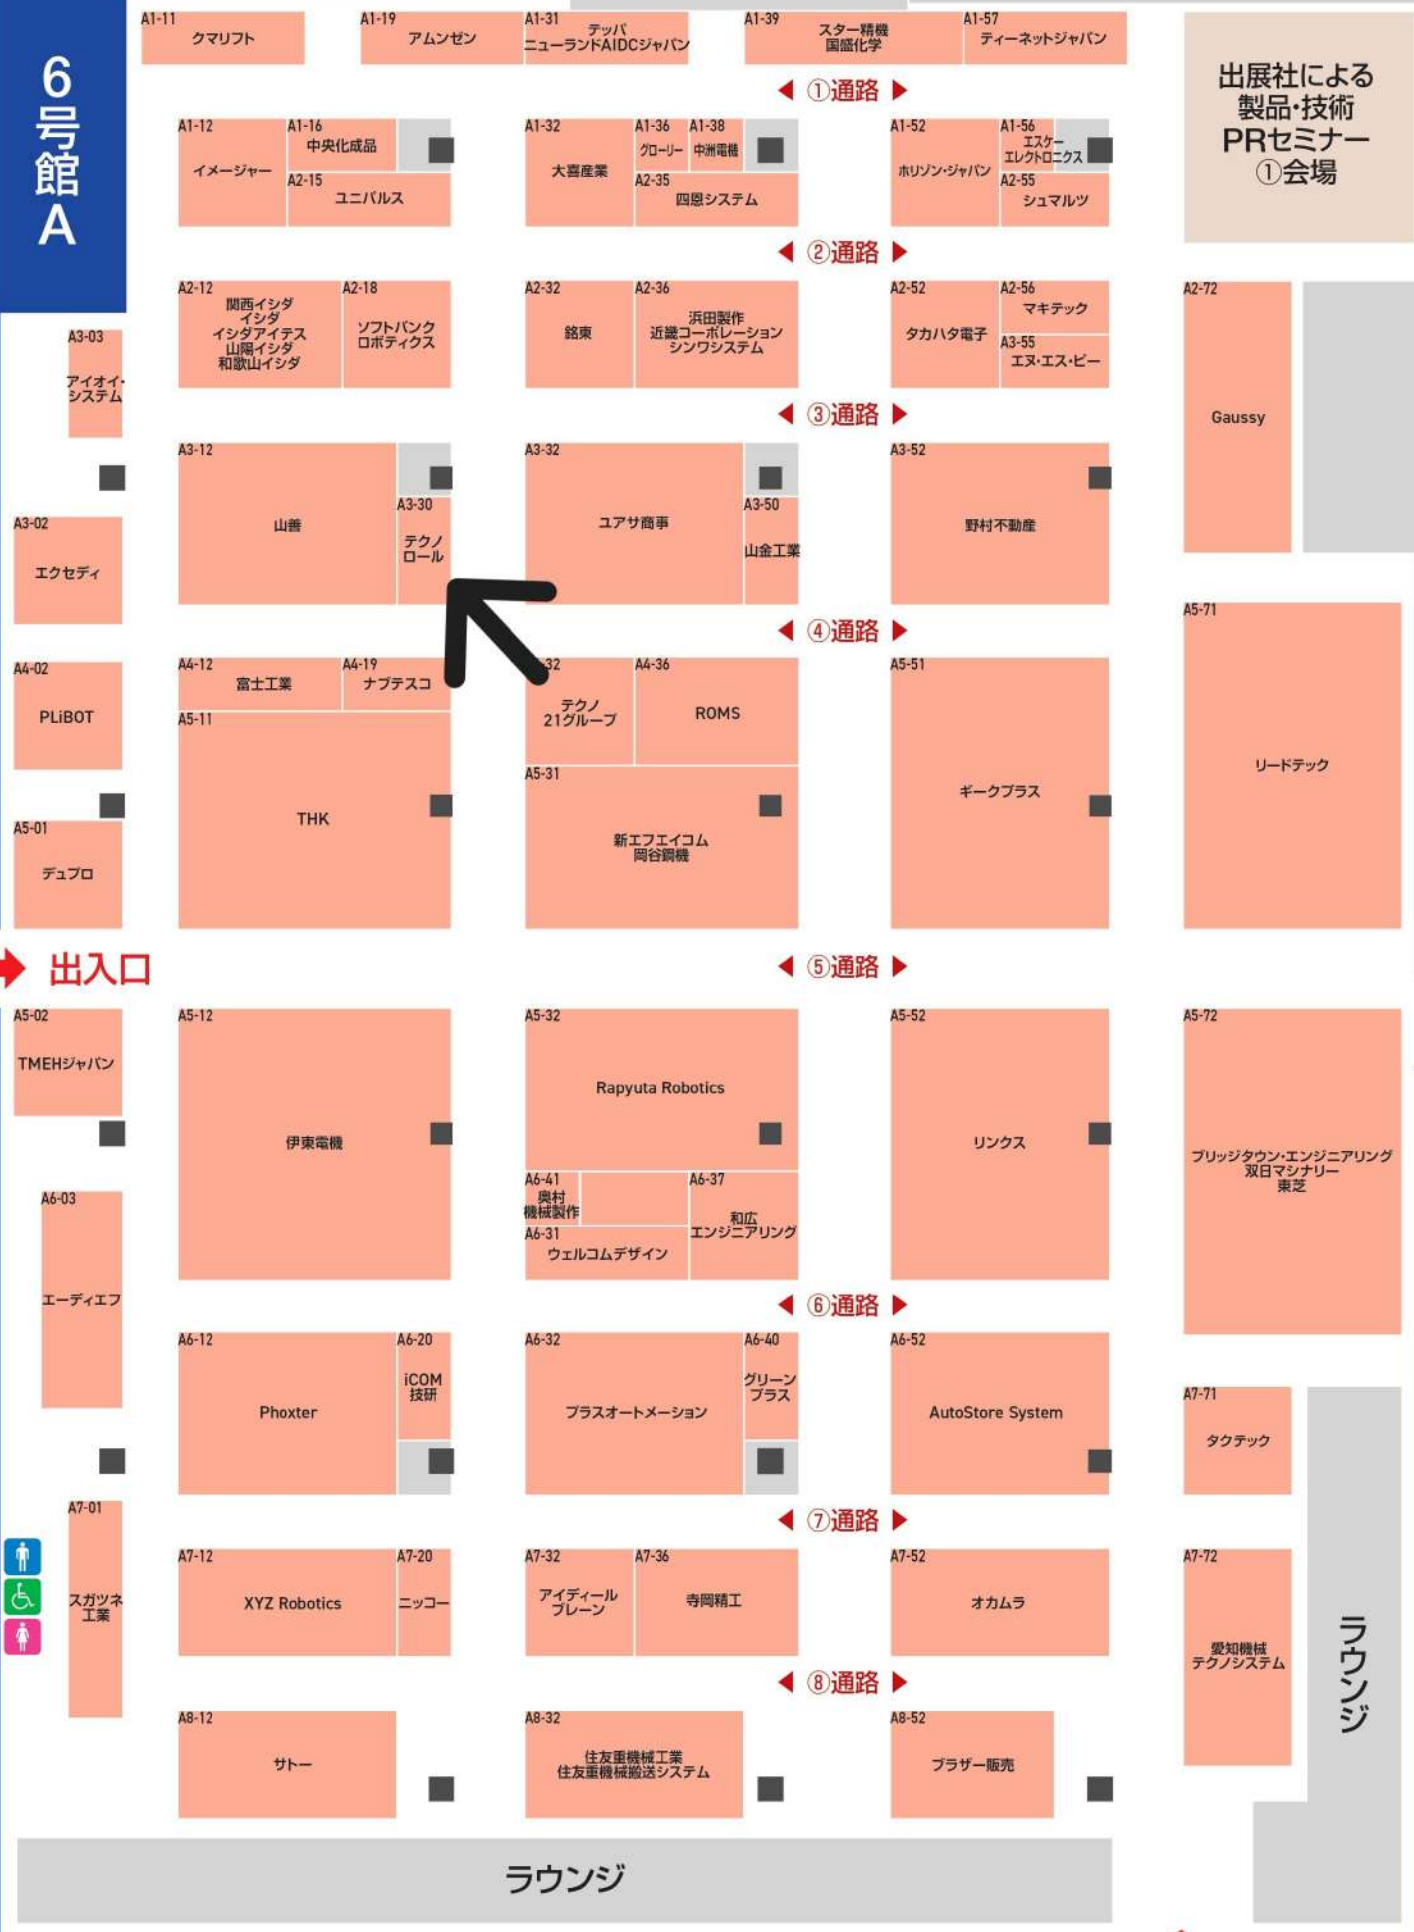 6号館A
A1-11
クマリフト
A1-19
アムンゼン
A1-31
テッパ
ニューランドAIDCジャパン
A1-39
スター精機
国盛化学
A1-57
ティーネットジャパン
出展社による
製品・技術
PRセミナー
①会場
◀ ①通路 ▶
A1-12
イメージャー
A1-16
中央化成品
A2-15
ユニパルス
A1-32
大喜産業
A1-36
グローリー
A1-38
中洲電機
A2-35
四恩システム
A1-52
ホリゾン・ジャパン
A1-56
エスケー
エレクトロニクス
A2-55
シュマルツ
◀ ②通路 ▶
A2-12
関西イシダ
イシダ
イシダアイテス
山陽イシダ
和歌山イシダ
A2-18
ソフトバンク
ロボティクス
A2-32
銘東
A2-36
浜田製作
近畿コーポレーション
シンワシステム
A2-52
タカハタ電子
A2-56
マキテック
A3-55
エヌ・エス・ビー
A2-72
Gaussy
A3-03
アイオイ・
システム
◀ ③通路 ▶
A3-12
山善
A3-30
テクノ
ロール
A3-32
ユアサ商事
A3-50
山金工業
A3-52
野村不動産
A3-02
エクセディ
◀ ④通路 ▶
A4-02
PLiBOT
A4-12
富士工業
A4-19
ナブテスコ
A5-11
THK
32
テクノ
21グループ
A4-36
ROMS
A5-31
新エフエイコム
岡谷鋼機
A5-51
ギークプラス
A5-71
リードテック
A5-01
デュプロ
出入口
◀ ⑤通路 ▶
A5-02
TMEHジャパン
A5-12
伊東電機
A5-32
Rapyuta Robotics
A6-41
奥村
機械製作
A6-31
ウェルコムデザイン
A6-37
和広
エンジニアリング
A5-52
リンクス
A5-72
ブリッジタウン・エンジニアリング
双日マシナリー
東芝
A6-03
エーディエフ
◀ ⑥通路 ▶
A6-12
Phoxter
A6-20
iCOM
技研
A6-32
プラスオートメーション
A6-40
グリーン
プラス
A6-52
AutoStore System
A7-71
タクテック
◀ ⑦通路 ▶
A7-01
スガツネ
工業
A7-12
XYZ Robotics
A7-20
ニッコー
A7-32
アイディール
ブレーン
A7-36
寺岡精工
A7-52
オカムラ
A7-72
愛知機械
テクノシステム
ラウンジ
◀ ⑧通路 ▶
A8-12
サトー
A8-32
住友重機械工業
住友重機械搬送システム
A8-52
ブラザー販売
ラウンジ